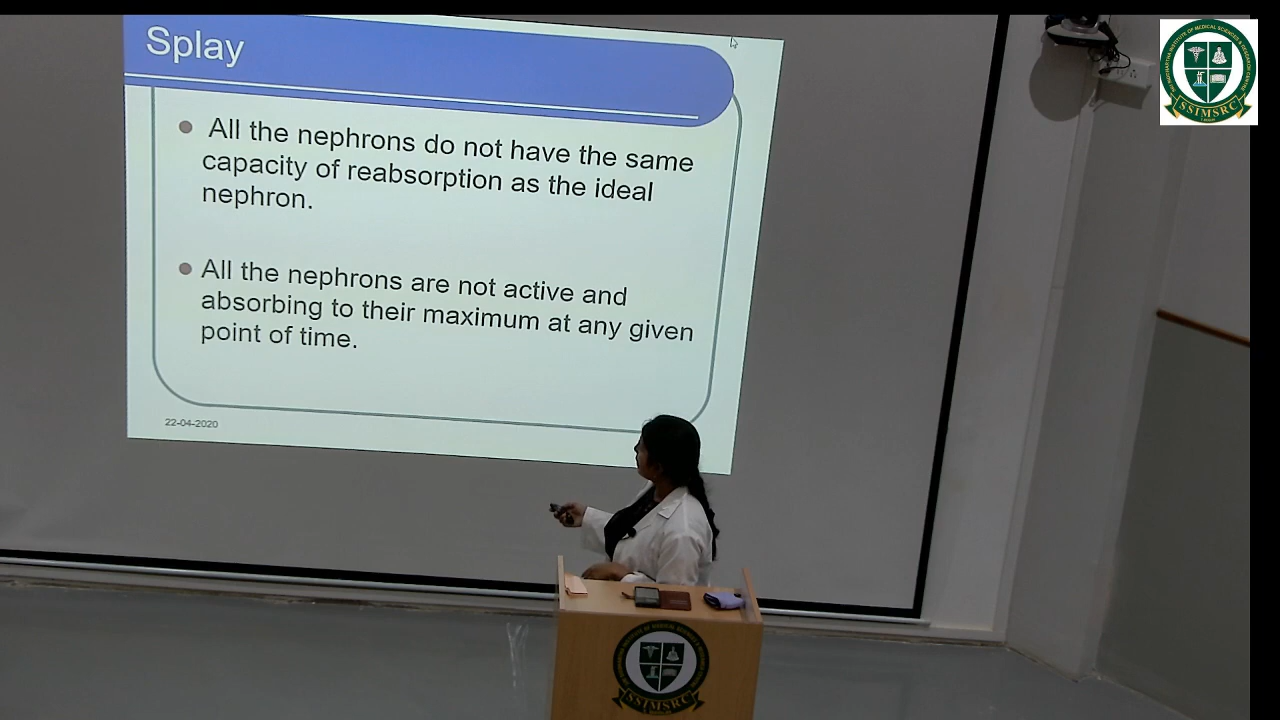 Splay
All the nephrons do not have the same
capacity of reabsorption as the ideal
nephron.
All the nephrons are not active and
absorbing to their maximum at any given
point of time.
22-04-2020
SSIMSRC
SSIMSRC